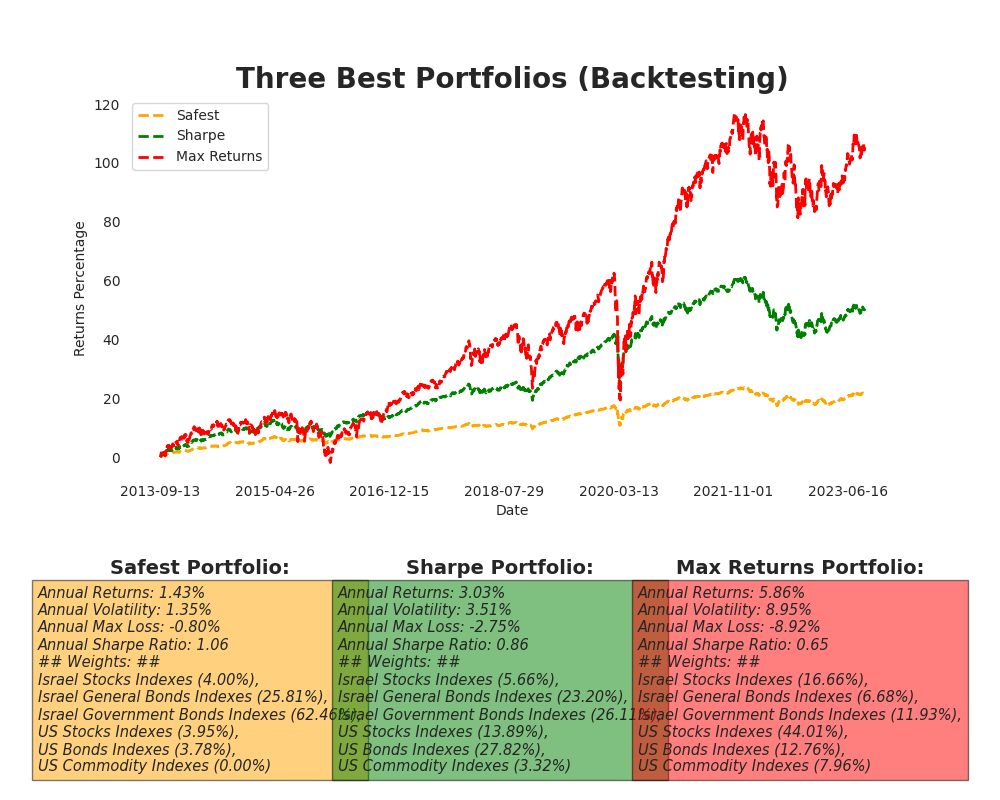 Three Best Portfolios (Backtesting)
Safest
Sharpe
Max Returns
120
100
80
60
40
20
0
Returns Percentage
2013-09-13 2015-04-26 2016-12-15 2018-07-29 2020-03-13 2021-11-01 2023-06-16
Date
Safest Portfolio:
Annual Returns: 1.43%
Annual Volatility: 1.35%
Annual Max Loss: -0.80%
Annual Sharpe Ratio: 1.06
## Weights: ##
Israel Stocks Indexes (4.00%),
Israel General Bonds Indexes (25.81%),
Israel Government Bonds Indexes (62.46%),
US Stocks Indexes (3.95%),
US Bonds Indexes (3.78%),
US Commodity Indexes (0.00%)
Sharpe Portfolio:
Annual Returns: 3.03%
Annual Volatility: 3.51%
Annual Max Loss: -2.75%
Annual Sharpe Ratio: 0.86
## Weights: ##
Israel Stocks Indexes (5.66%),
Israel General Bonds Indexes (23.20%),
Israel Government Bonds Indexes (26.11%),
US Stocks Indexes (13.89%),
US Bonds Indexes (27.82%),
US Commodity Indexes (3.32%)
Max Returns Portfolio:
Annual Returns: 5.86%
Annual Volatility: 8.95%
Annual Max Loss: -8.92%
Annual Sharpe Ratio: 0.65
## Weights: ##
Israel Stocks Indexes (16.66%),
Israel General Bonds Indexes (6.68%),
Israel Government Bonds Indexes (11.93%),
US Stocks Indexes (44.01%),
US Bonds Indexes (12.76%),
US Commodity Indexes (7.96%)